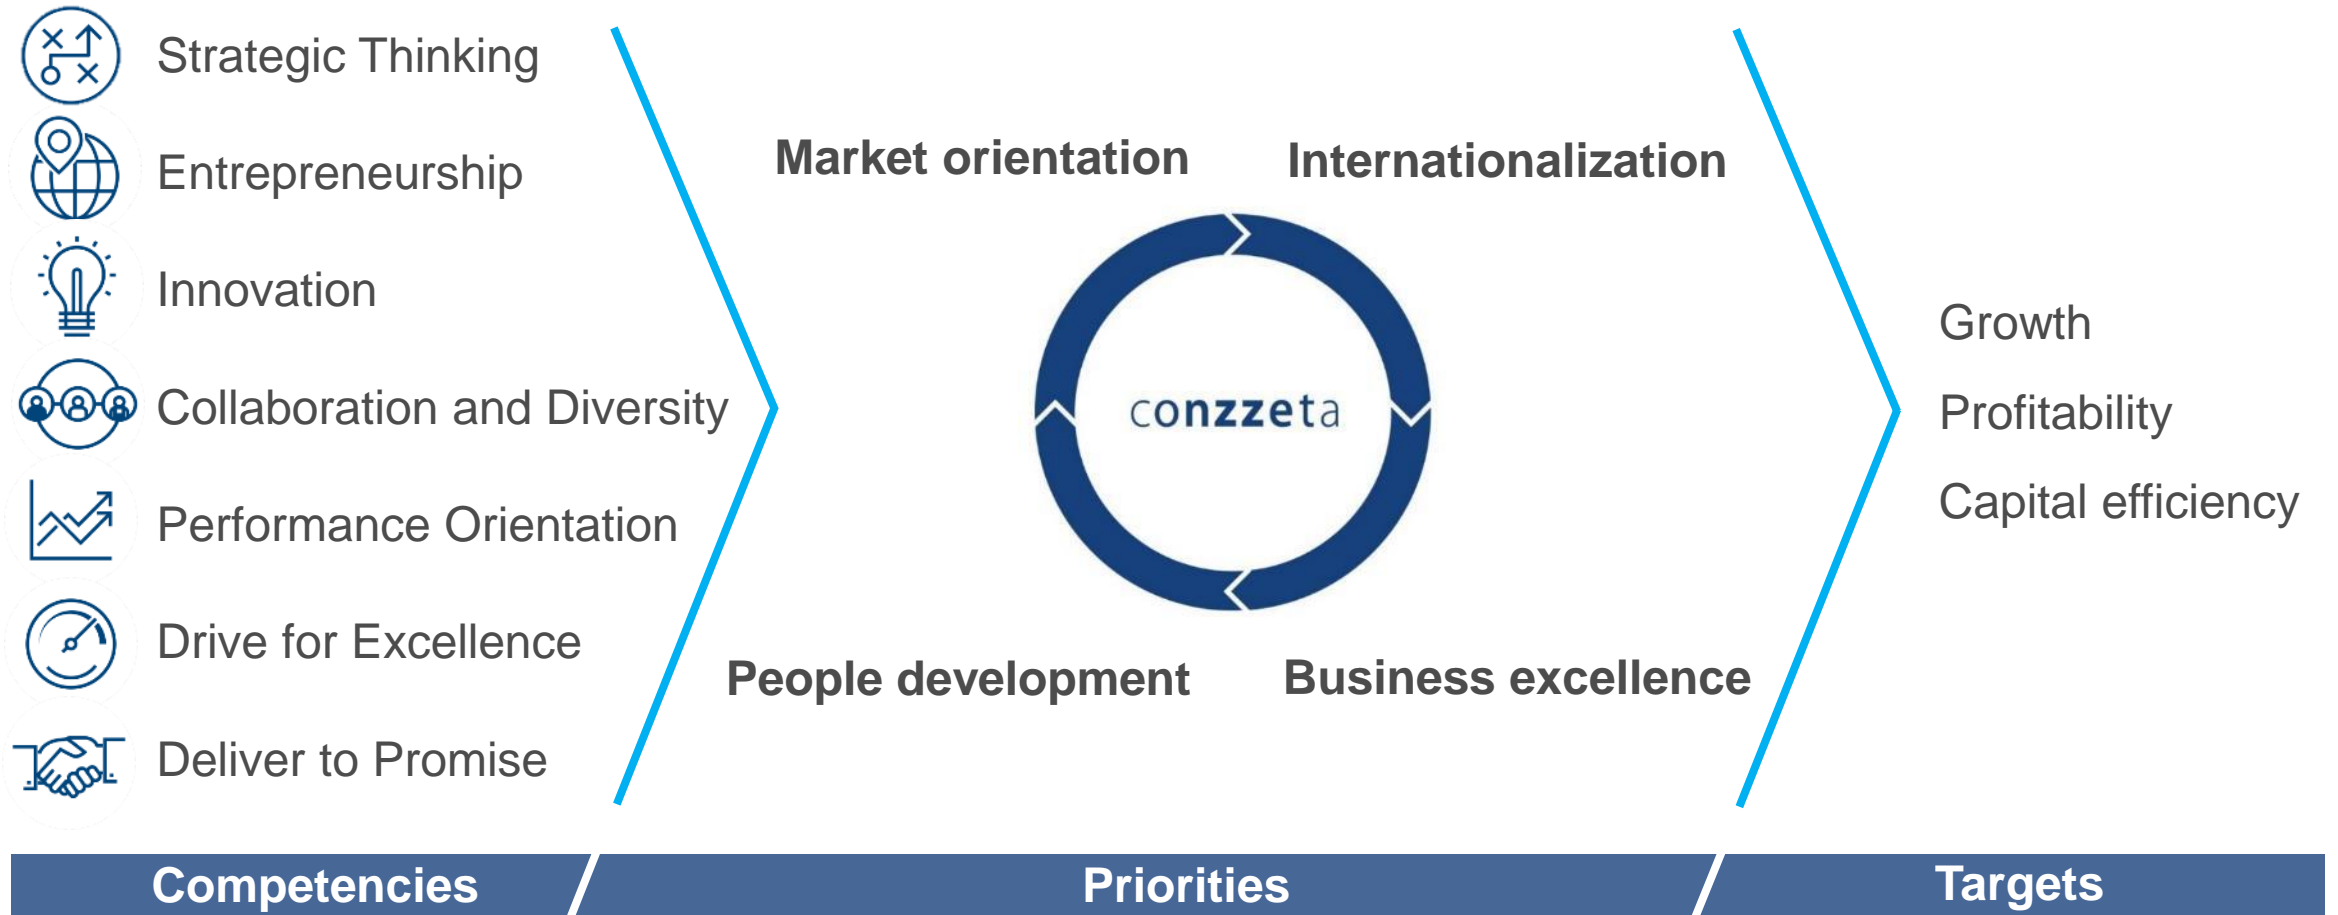 Strategic Thinking
Entrepreneurship
Innovation
Collaboration and Diversity
Performance Orientation
Drive for Excellence
Deliver to Promise
Market orientation
Internationalization
conzzeta
People development
Business excellence
Growth
Profitability
Capital efficiency
Competencies
Priorities
Targets